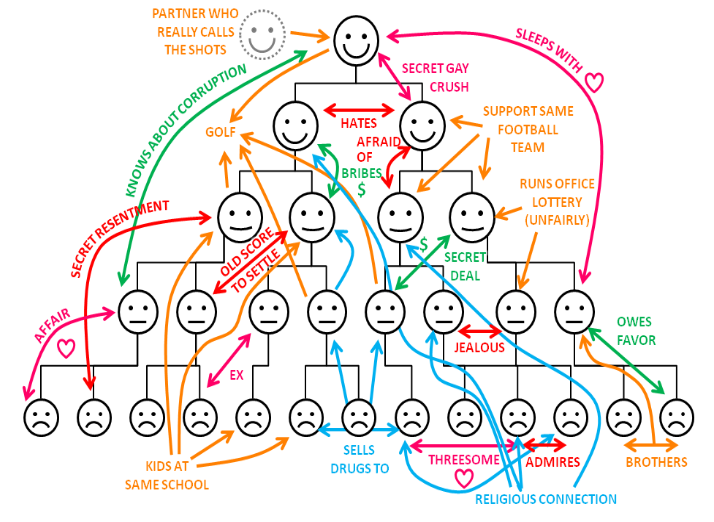 PARTNER WHO
REALLY CALLS
THE SHOTS
SLEEPS WITH
SECRET GAY
CRUSH
KNOWS ABOUT CORRUPTION
GOLF
HATES
AFRAID
OF
BRIBES
$
SUPPORT SAME
FOOTBALL
TEAM
RUNS OFFICE
LOTTERY
(UNFAIRLY)
SECRET RESENTMENT
OLD SCORE
TO SETTLE
$
SECRET
DEAL
AFFAIR
EX
JEALOUS
OWES
FAVOR
KIDS AT
SAME SCHOOL
SELLS
DRUGS TO
THREESOME
ADMIRES
BROTHERS
RELIGIOUS CONNECTION